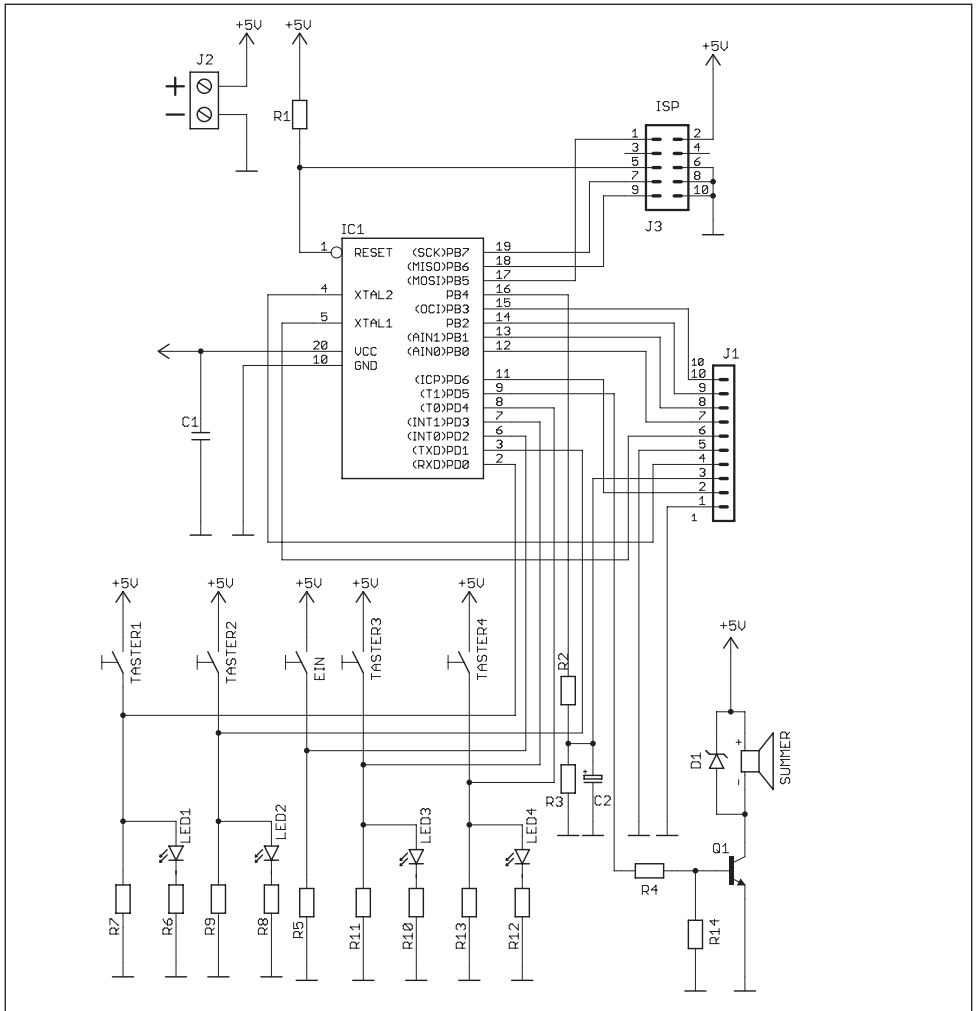 +5V
+5V
J2
+5V
+
ISP
R1
1 2
3 4
5 6
7 8
9 10
−
J3
IC1
1 RESET (SCK)PB7 19
(MISO)PB6 18
(MOSI)PB5 17
4 XTAL2 PB4 16
(OCI)PB3 15
5 XTAL1 PB2 14
(AIN1)PB1 13
20 VCC (AIN0)PB0 12
10 GND
(ICP)PD6 11
(T1)PD5 9
(T0)PD4 8
(INT1)PD3 7
(INT0)PD2 6
(TXD)PD1 3
(RXD)PD0 2
J1
10
10
9
8
7
6
5
4
3
2
1
1
C1
+5V
+5V
+5V
+5V
+5V
TASTER1
TASTER2
EIN
TASTER3
TASTER4
R2
+5V
D1
+
−
SUMMER
R3
+
C2
LED1
LED2
LED3
LED4
Q1
R4
R7
R6
R9
R8
R5
R11
R10
R13
R12
R14